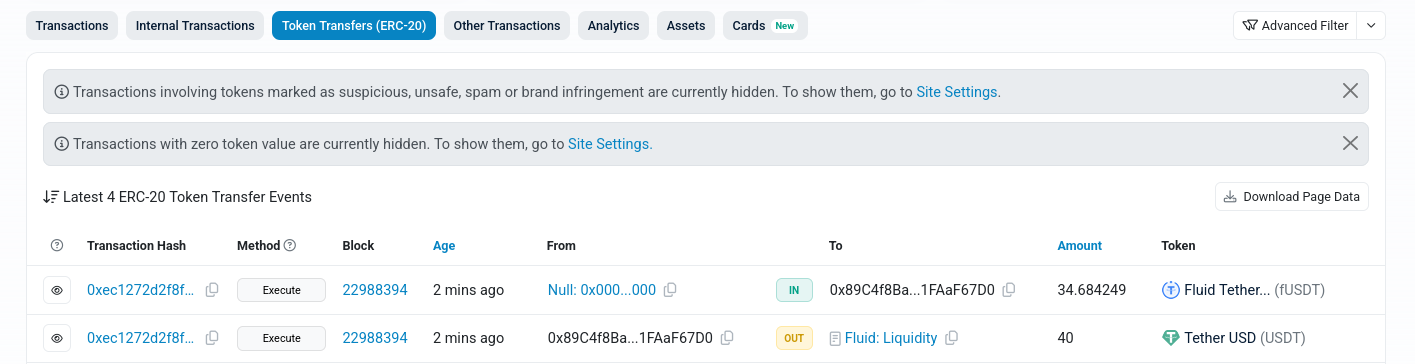 Transactions Internal Transactions Token Transfers (ERC-20) Other Transactions Analytics Assets Cards New Advanced Filter
Transactions involving tokens marked as suspicious, unsafe, spam or brand infringement are currently hidden. To show them, go to Site Settings.
Transactions with zero token value are currently hidden. To show them, go to Site Settings.
Latest 4 ERC-20 Token Transfer Events Download Page Data
Transaction Hash Method Block Age From To Amount Token
0xec1272d2f8f... Execute 22988394 2 mins ago Null: 0x000...000 IN 0x89C4f8Ba...1FAaF67D0 34.684249 Fluid Tether... (fUSDT)
0xec1272d2f8f... Execute 22988394 2 mins ago 0x89C4f8Ba...1FAaF67D0 OUT Fluid: Liquidity 40 Tether USD (USDT)